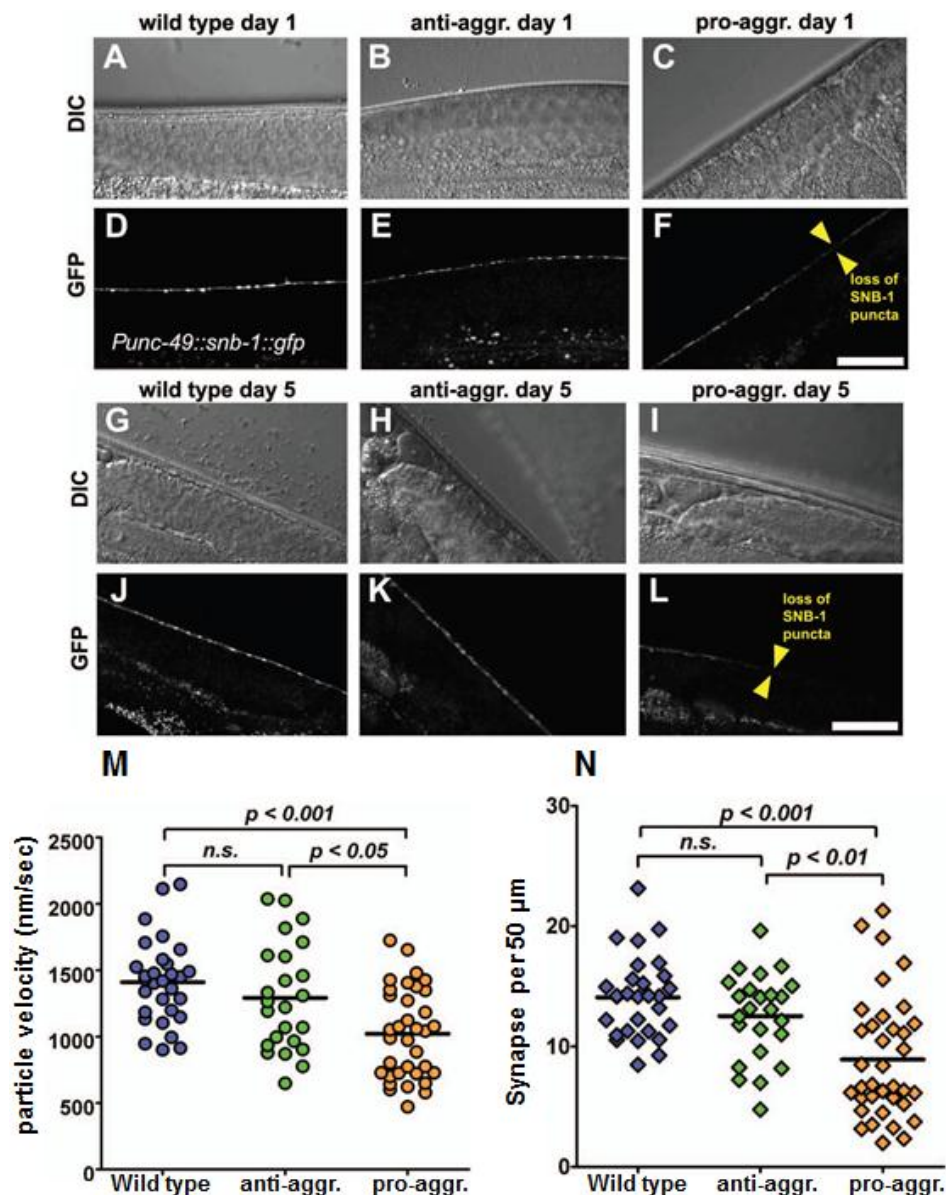 wild type day 1 anti-aggr. day 1 pro-aggr. day 1
DIC
A B C
GFP
D E F
loss of
SNB-1
puncta
Punc-49::snb-1::gfp
wild type day 5 anti-aggr. day 5 pro-aggr. day 5
DIC
G H I
GFP
J K L
loss of
SNB-1
puncta
M
p < 0.001
n.s. p < 0.05
particle velocity (nm/sec)
2500
2000
1500
1000
500
0
Wild type anti-aggr. pro-aggr.
N
p < 0.001
n.s. p < 0.01
Synapse per 50 µm
30
20
10
0
Wild type anti-aggr. pro-aggr.